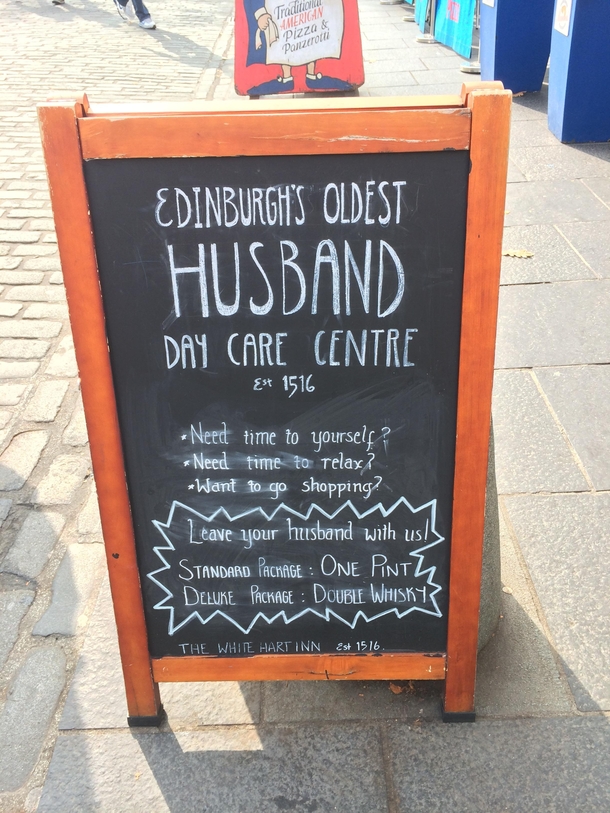 Traditional
AMERICAN
Pizza &
Panzerotti
EDINBURGH'S OLDEST
HUSBAND
DAY CARE CENTRE
Est 1516
*Need time to yourself?
*Need time to relax?
*Want to go shopping?
Leave your husband with us!
STANDARD PACKAGE: ONE PINT
DELUXE PACKAGE: DOUBLE WHISKY
THE WHITE HART INN Est 1516.